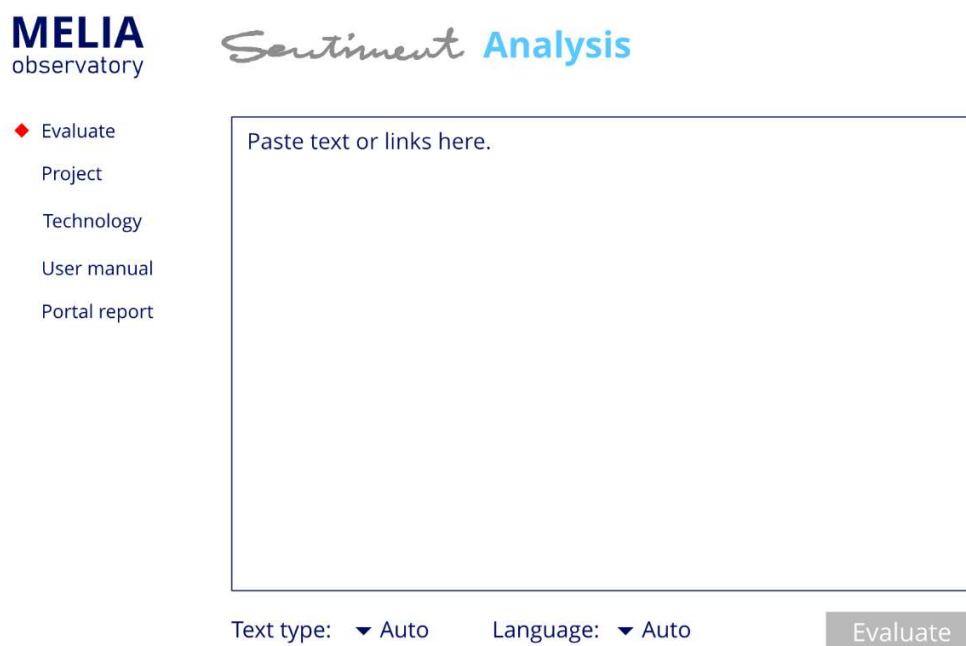 MELIA
observatory
Sentiment Analysis
Evaluate
Project
Technology
User manual
Portal report
Paste text or links here.
Text type: Auto Language: Auto Evaluate